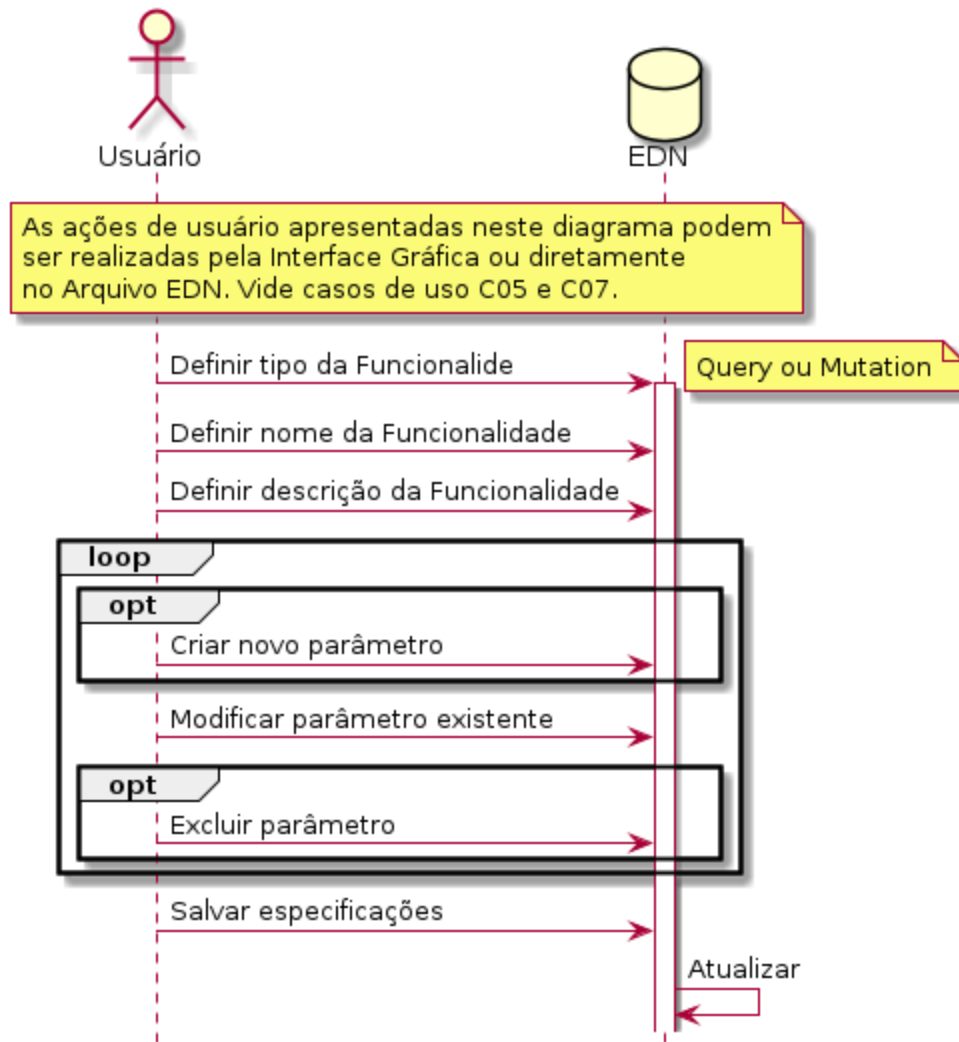 Usuário
EDN
As ações de usuário apresentadas neste diagrama podem
ser realizadas pela Interface Gráfica ou diretamente
no Arquivo EDN. Vide casos de uso C05 e C07.
Definir tipo da Funcionalide
Query ou Mutation
Definir nome da Funcionalidade
Definir descrição da Funcionalidade
loop
opt
Criar novo parâmetro
Modificar parâmetro existente
opt
Excluir parâmetro
Salvar especificações
Atualizar